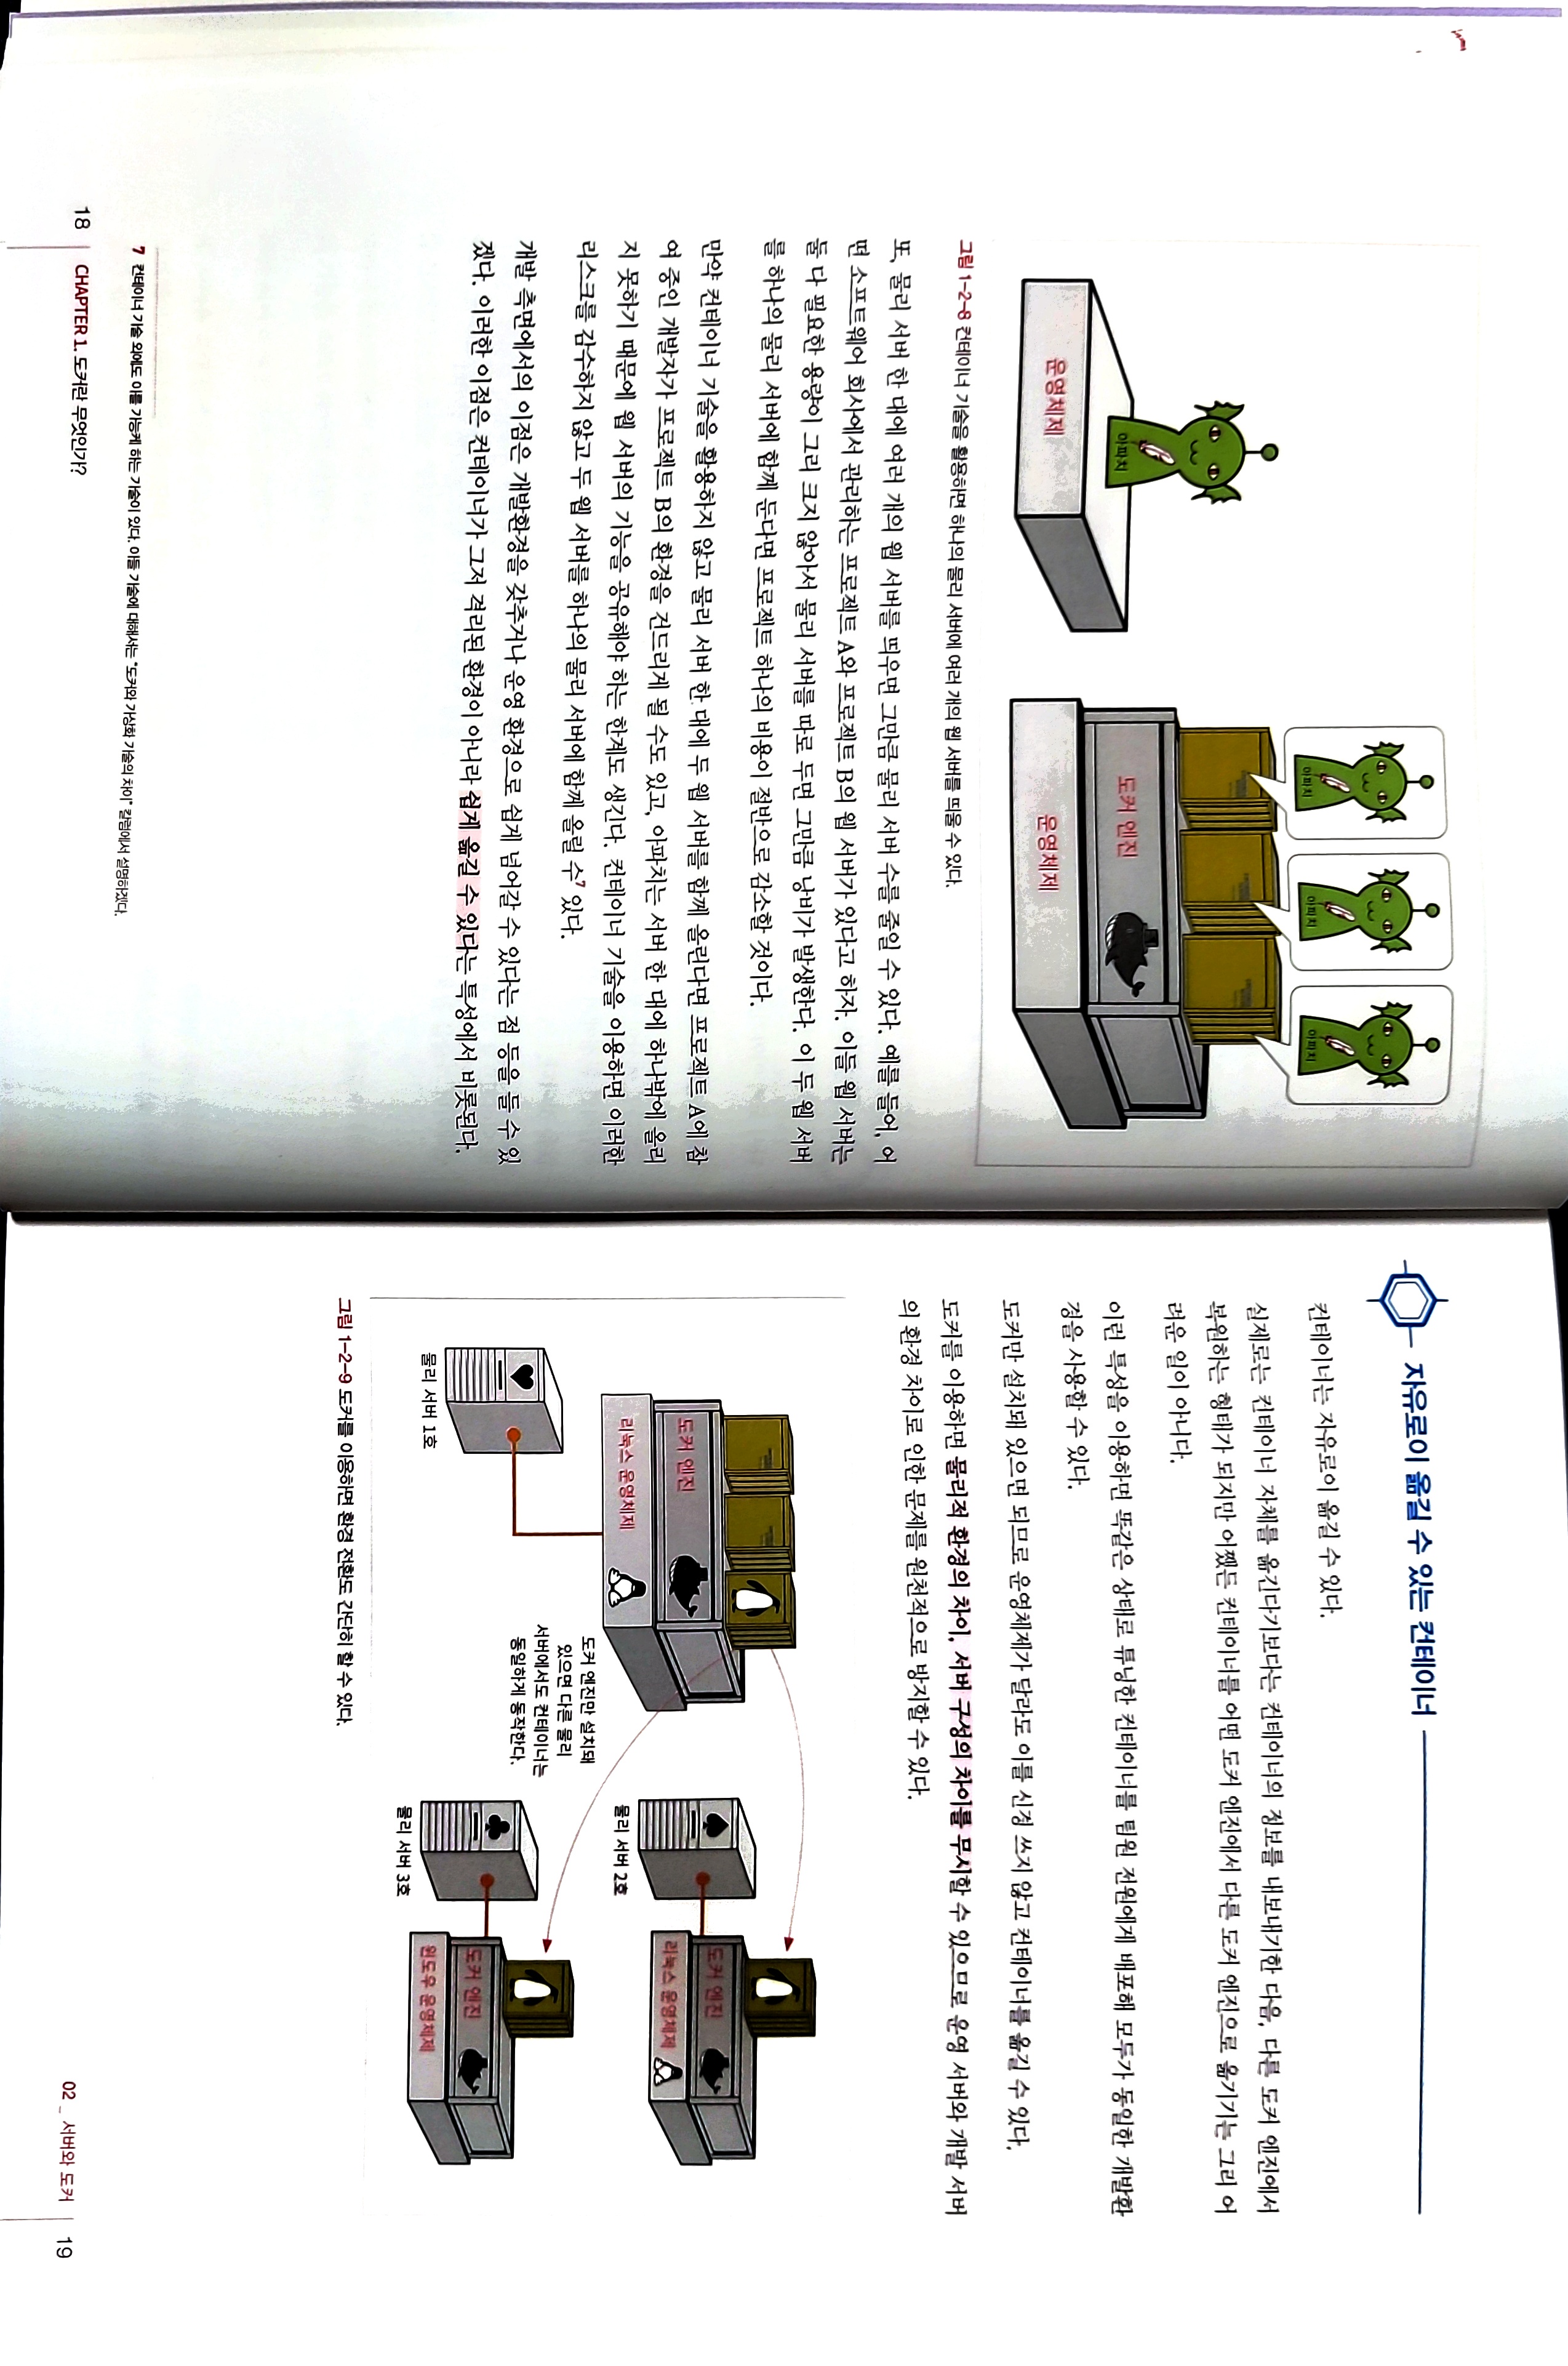 아파치
아파치
아파치
아파치
도커 엔진
운영체제
운영체제
그림 1-2-8 컨테이너 기술을 활용하면 하나의 물리 서버에 여러 개의 웹 서버를 띄울 수 있다.
또, 물리 서버 한 대에 여러 개의 웹 서버를 띄우면 그만큼 물리 서버 수를 줄일 수 있다. 예를 들어, 어
떤 소프트웨어 회사에서 관리하는 프로젝트 A와 프로젝트 B의 웹 서버가 있다고 하자. 이들 웹 서버는
둘 다 필요한 용량이 그리 크지 않아서 물리 서버를 따로 두면 그만큼 낭비가 발생한다. 이 두 웹 서버
를 하나의 물리 서버에 함께 둔다면 프로젝트 하나의 비용이 절반으로 감소할 것이다.
만약 컨테이너 기술을 활용하지 않고 물리 서버 한 대에 두 웹 서버를 함께 올린다면 프로젝트 A에 참
여 중인 개발자가 프로젝트 B의 환경을 건드리게 될 수도 있고, 아파치는 서버 한 대에 하나밖에 올리
지 못하기 때문에 웹 서버의 기능을 공유해야 하는 한계도 생긴다. 컨테이너 기술을 이용하면 이러한
리스크를 감수하지 않고 두 웹 서버를 하나의 물리 서버에 함께 올릴 수7 있다.
개발 측면에서의 이점은 개발환경을 갖추거나 운영 환경으로 쉽게 넘어갈 수 있다는 점 등을 들 수 있
겠다. 이러한 이점은 컨테이너가 그저 격리된 환경이 아니라 쉽게 옮길 수 있다는 특성에서 비롯된다.
7 컨테이너 기술 외에도 이를 가능케 하는 기술이 있다. 이들 기술에 대해서는 "도커와 가상화 기술의 차이" 칼럼에서 설명하겠다.
18 CHAPTER 1. 도커란 무엇인가?
자유로이 옮길 수 있는 컨테이너
컨테이너는 자유로이 옮길 수 있다.
실제로는 컨테이너 자체를 옮긴다기보다는 컨테이너의 정보를 내보내기한 다음, 다른 도커 엔진에서
복원하는 형태가 되지만 어쨌든 컨테이너를 어떤 도커 엔진에서 다른 도커 엔진으로 옮기기는 그리 어
려운 일이 아니다.
이런 특성을 이용하면 똑같은 상태로 튜닝한 컨테이너를 팀원 전원에게 배포해 모두가 동일한 개발환
경을 사용할 수 있다.
도커만 설치돼 있으면 되므로 운영체제가 달라도 이를 신경 쓰지 않고 컨테이너를 옮길 수 있다.
도커를 이용하면 물리적 환경의 차이, 서버 구성의 차이를 무시할 수 있으므로 운영 서버와 개발 서버
의 환경 차이로 인한 문제를 원천적으로 방지할 수 있다.
도커 엔진
리눅스 운영체제
물리 서버 1호
도커 엔진
리눅스 운영체제
물리 서버 2호
도커 엔진만 설치돼
있으면 다른 물리
서버에서도 컨테이너는
동일하게 동작한다.
도커 엔진
윈도우 운영체제
물리 서버 3호
그림 1-2-9 도커를 이용하면 환경 전환도 간단히 할 수 있다.
02 _ 서버와 도커 19